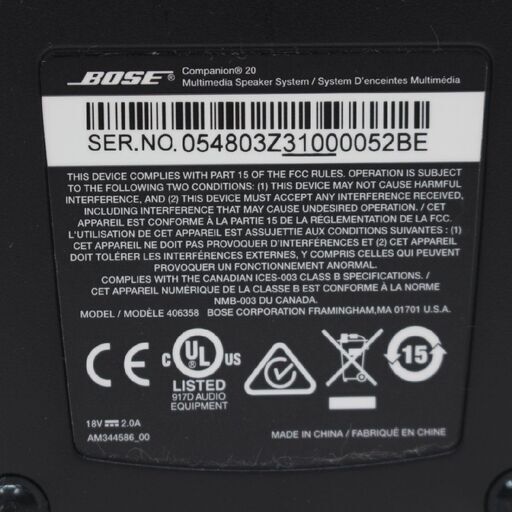 BOSE® Companion® 20
Multimedia Speaker System / System D'enceintes Multimédia
SER.NO. 054803Z31000052BE
THIS DEVICE COMPLIES WITH PART 15 OF THE FCC RULES. OPERATION IS SUBJECT
TO THE FOLLOWING TWO CONDITIONS: (1) THIS DEVICE MAY NOT CAUSE HARMFUL
INTERFERENCE, AND (2) THIS DEVICE MUST ACCEPT ANY INTERFERENCE RECEIVED,
INCLUDING INTERFERENCE THAT MAY CAUSE UNDESIRED OPERATION. / CET
APPAREIL EST CONFORME À LA PARTIE 15 DE LA RÉGLEMENTATION DE LA FCC.
L'UTILISATION DE CET APPAREIL EST ASSUJETTIE AUX CONDITIONS SUIVANTES : (1)
CET APPAREIL NE DOIT PAS PROVOQUER D'INTERFERENCES ET (2) CET APPAREIL
DOIT TOLÉRER LES INTERFERENCES EXTERNES, Y COMPRIS CELLES POUVANT
PROVOQUER UN FONCTIONNEMENT ANORMAL.
COMPLIES WITH THE CANADIAN ICES-003 CLASS B SPECIFICATIONS. /
CET APPAREIL NUMÉRIQUE DE LA CLASSE B EST CONFORME À LA NORME
NMB-003 DU CANADA.
MODEL / MODÈLE 406358 BOSE CORPORATION FRAMINGHAM,MA 01701 U.S.A.
CE
C UL ® US
LISTED
917D AUDIO
EQUIPMENT
15
18V 2.0A
AM344586_00
MADE IN CHINA / FABRIQUÉ EN CHINE